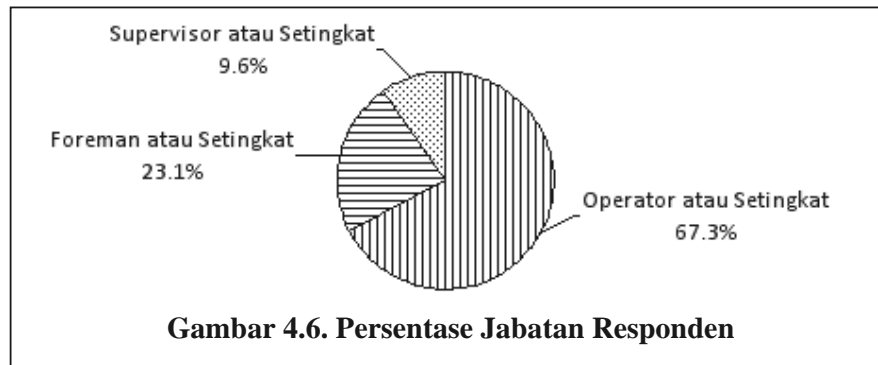 Supervisor atau Setingkat
9.6%
Foreman atau Setingkat
23.1%
Operator atau Setingkat
67.3%
Gambar 4.6. Persentase Jabatan Responden